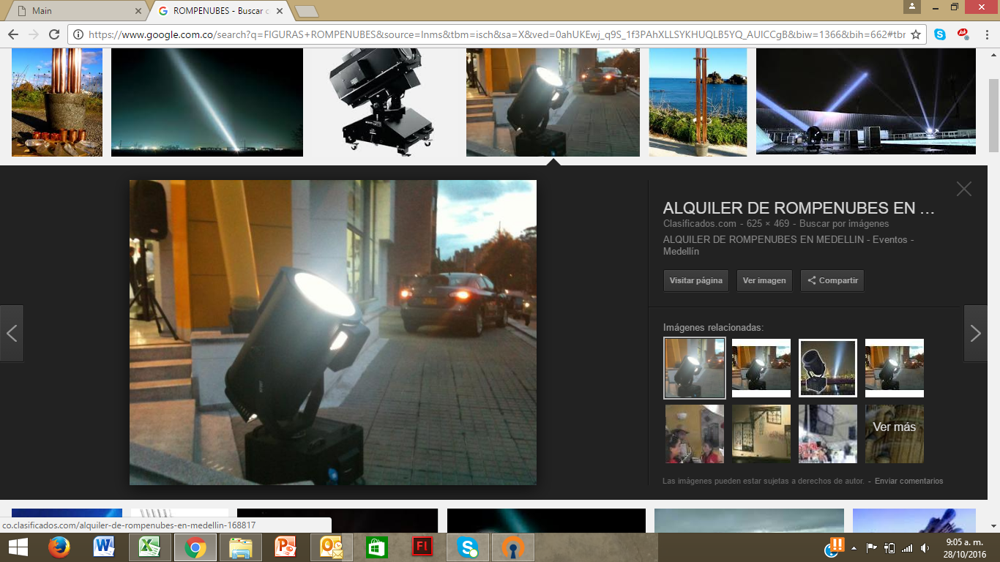 Main
ROMPENUBES - Buscar c
https://www.google.com.co/search?q=FIGURAS+ROMPENUBES&source=lnms&tbm=isch&sa=X&ved=0ahUKEwj_q9S_1f3PAhXLLSYKHUQLB5YQ_AUICCgB&biw=1366&bih=662#tbr
ALQUILER DE ROMPENUBES EN ...
Clasificados.com - 625 × 469 - Buscar por imágenes
ALQUILER DE ROMPENUBES EN MEDELLIN - Eventos -
Medellín
Visitar página
Ver imagen
Compartir
Imágenes relacionadas:
Ver más
Las imágenes pueden estar sujetas a derechos de autor. - Enviar comentarios
co.clasificados.com/alquiler-de-rompenubes-en-medellin-168817
9:05 a. m.
28/10/2016